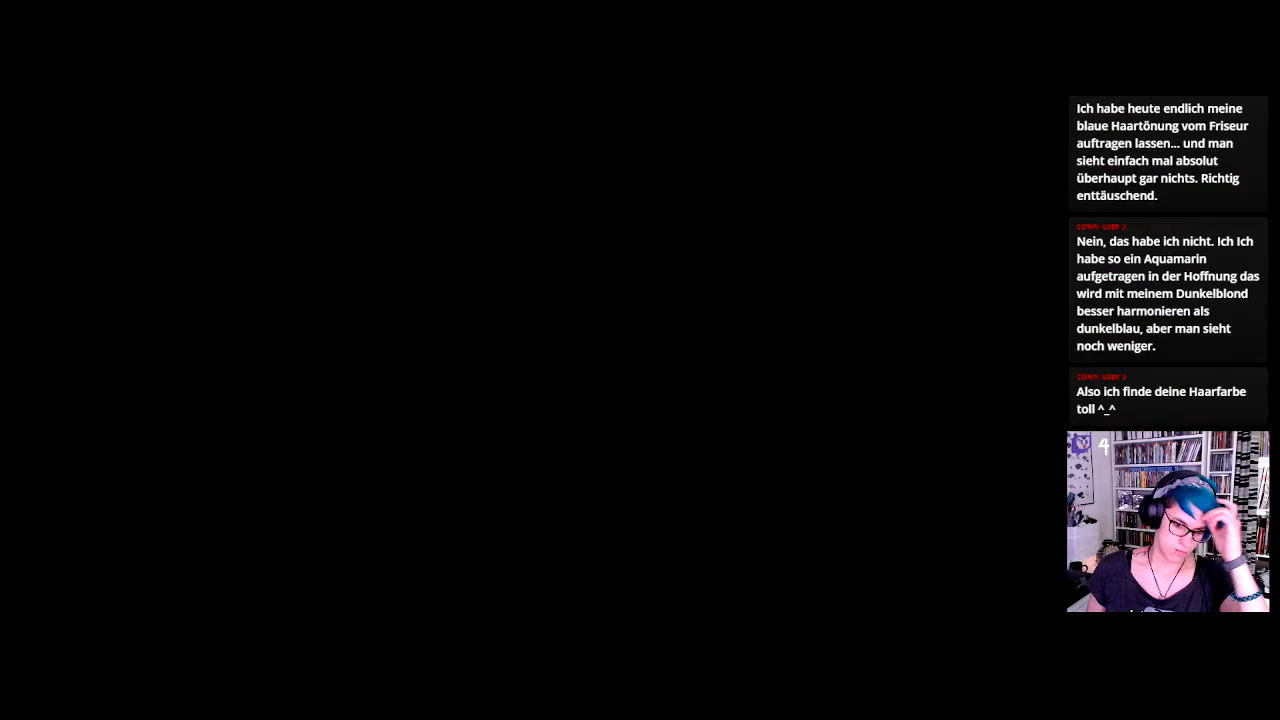 Ich habe heute endlich meine
blaue Haartönung vom Friseur
auftragen lassen... und man
sieht einfach mal absolut
überhaupt gar nichts. Richtig
enttäuschend.
Nein, das habe ich nicht. Ich Ich
habe so ein Aquamarin
aufgetragen in der Hoffnung das
wird mit meinem Dunkelblond
besser harmonieren als
dunkelblau, aber man sieht
noch weniger.
Also ich finde deine Haarfarbe
toll ^_^
4